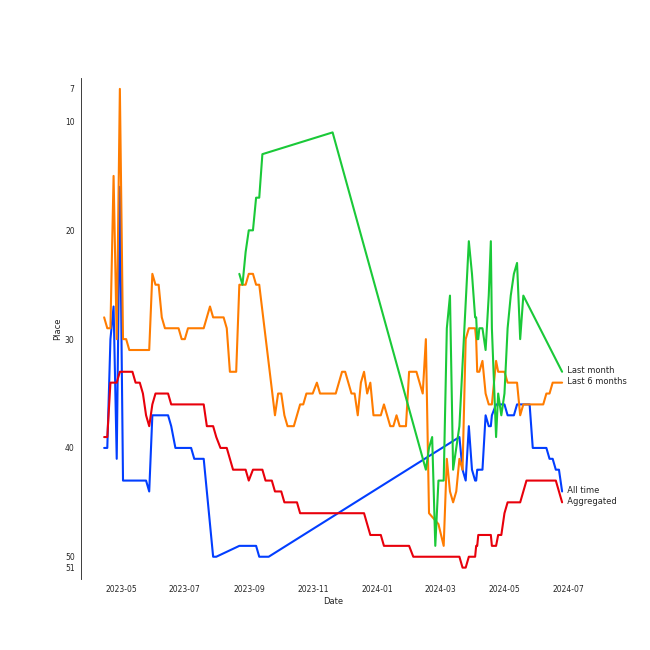 7
10
20
30
40
50
51
Place
2023-05
2023-07
2023-09
2023-11
2024-01
2024-03
2024-05
2024-07
Date
Last month
Last 6 months
All time
Aggregated